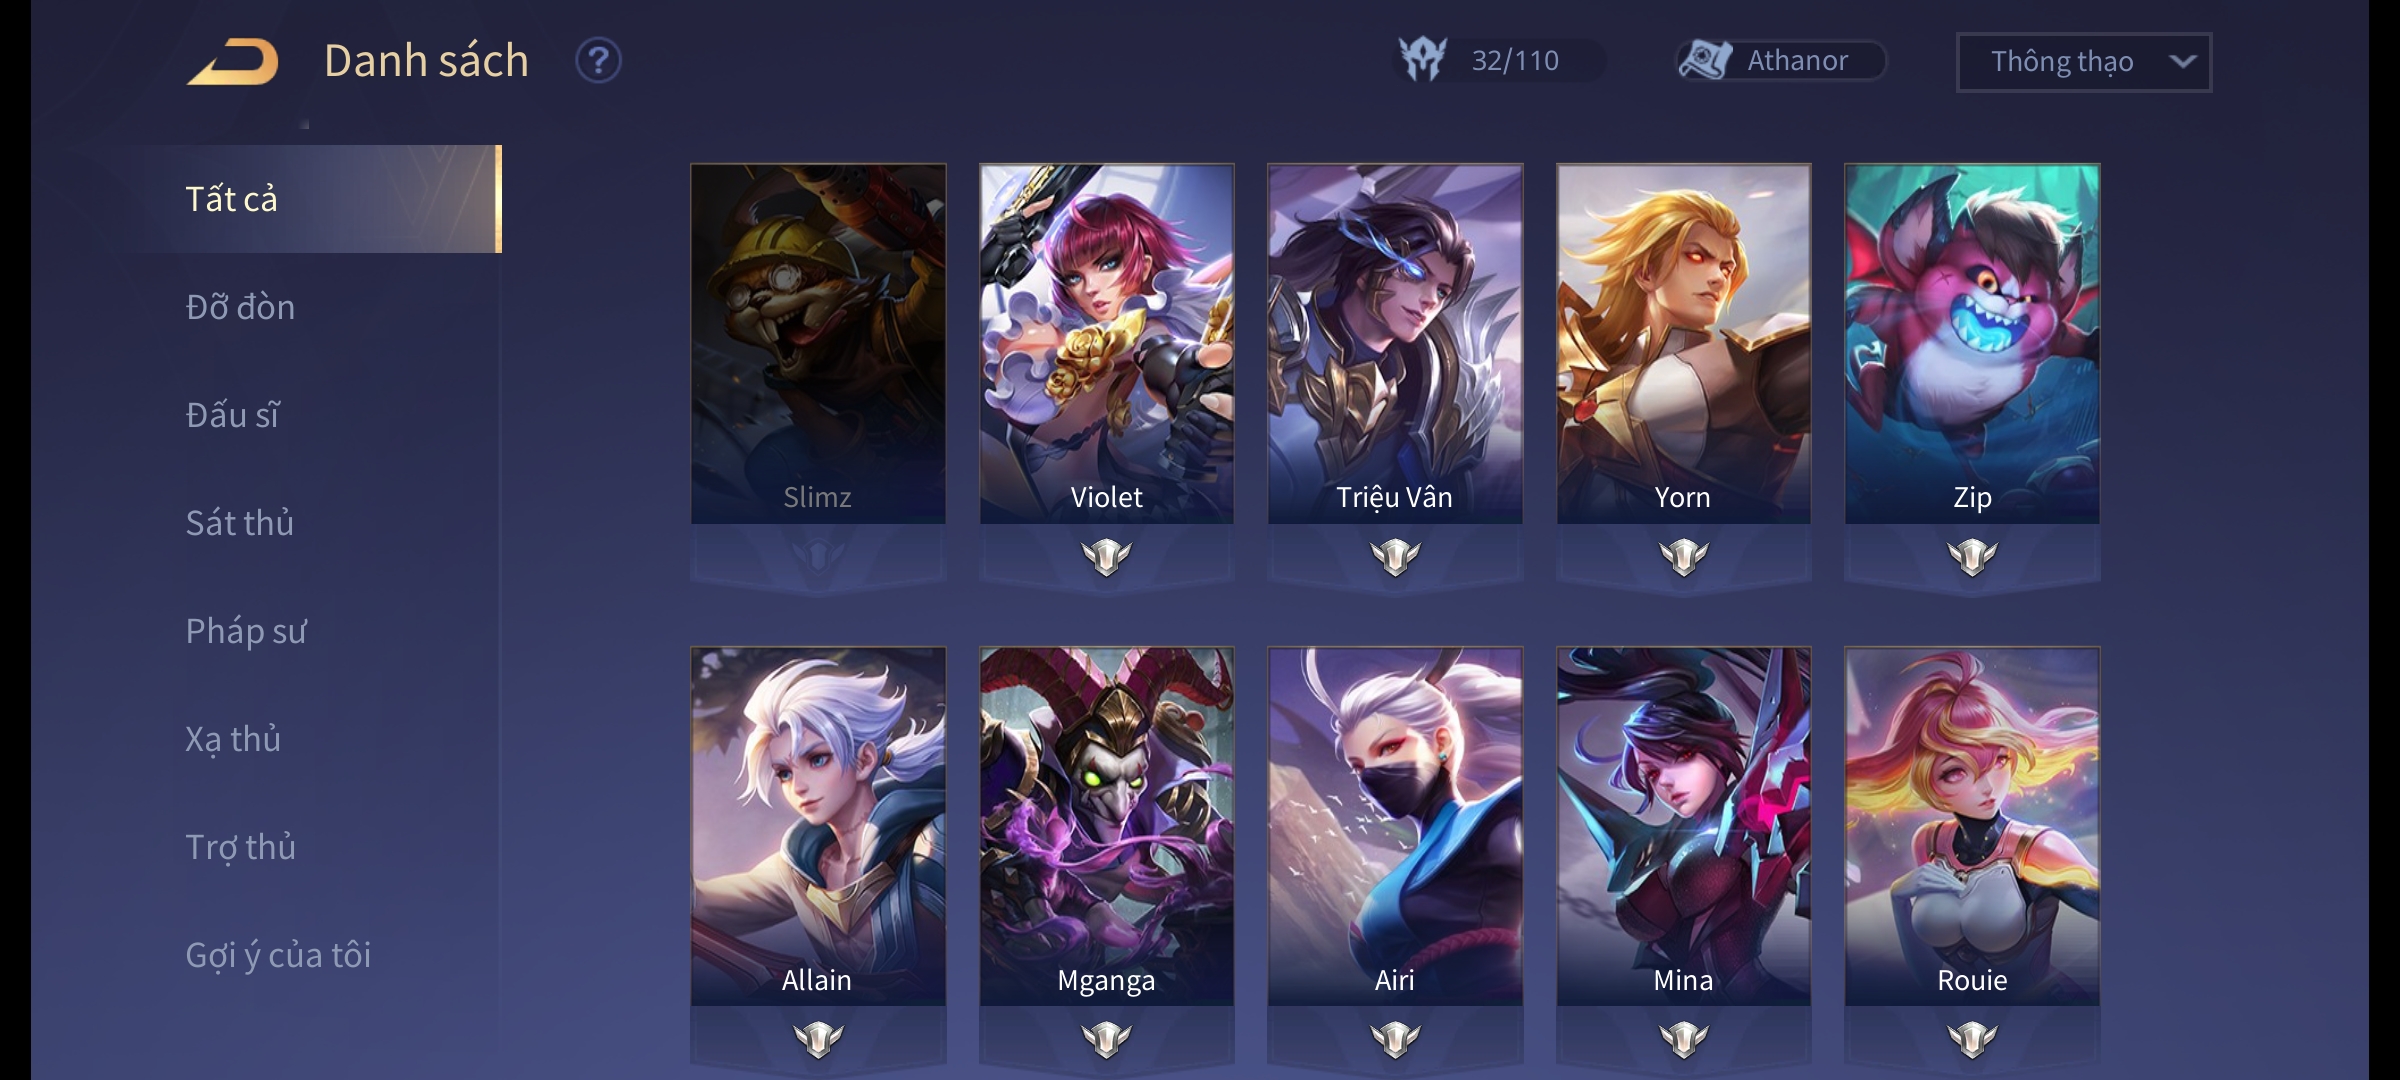 Danh sách
?
32/110
Athanor
Thông thạo
Tất cả
Đỡ đòn
Đấu sĩ
Sát thủ
Pháp sư
Xạ thủ
Trợ thủ
Gợi ý của tôi
Slimz
Violet
Triệu Vân
Yorn
Zip
Allain
Mganga
Airi
Mina
Rouie